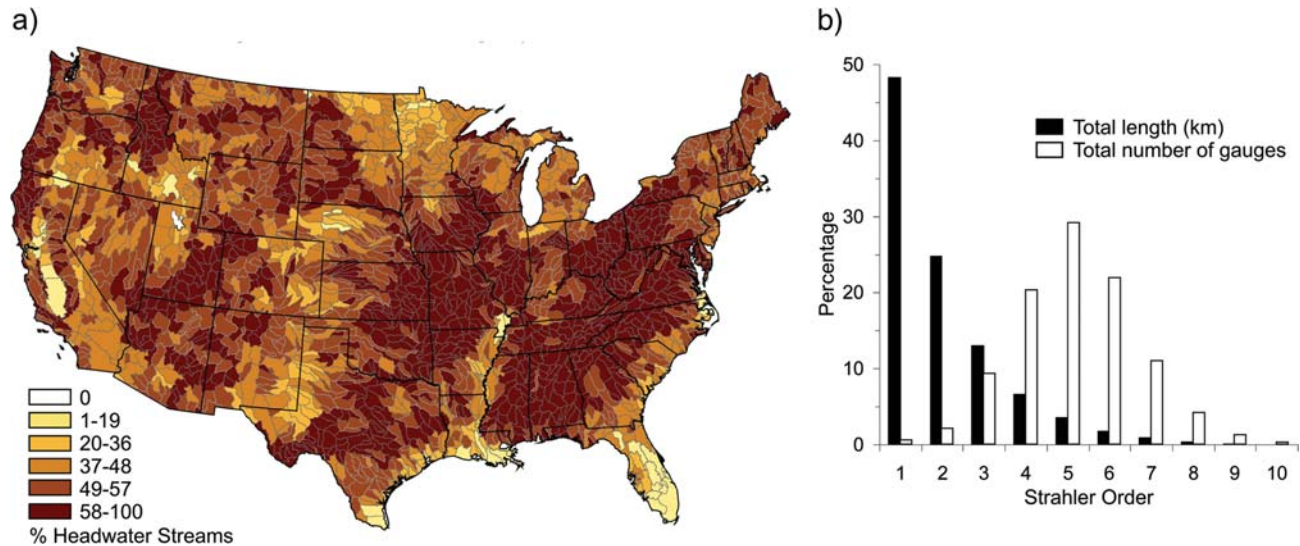 a)
0
1-19
20-36
37-48
49-57
58-100
% Headwater Streams
b)
50
40
30
20
10
0
Percentage
Total length (km)
Total number of gauges
1 2 3 4 5 6 7 8 9 10
Strahler Order